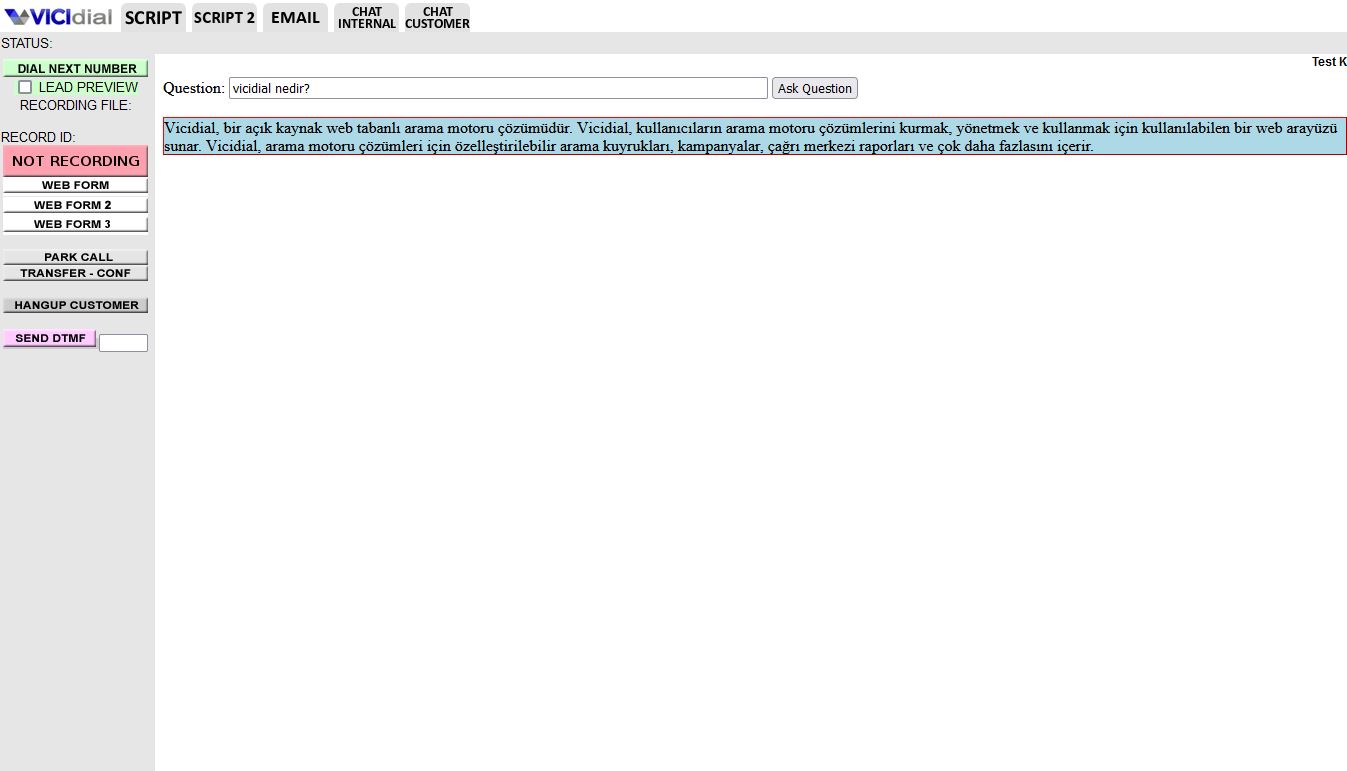 VICIdial SCRIPT SCRIPT 2 EMAIL CHAT INTERNAL CHAT CUSTOMER
STATUS:
Test K
DIAL NEXT NUMBER
LEAD PREVIEW
RECORDING FILE:
RECORD ID:
NOT RECORDING
WEB FORM
WEB FORM 2
WEB FORM 3
PARK CALL
TRANSFER - CONF
HANGUP CUSTOMER
SEND DTMF
Question: vicidial nedir? Ask Question
Vicidial, bir açık kaynak web tabanlı arama motoru çözümüdür. Vicidial, kullanıcıların arama motoru çözümlerini kurmak, yönetmek ve kullanmak için kullanılabilen bir web arayüzü
sunar. Vicidial, arama motoru çözümleri için özelleştirilebilir arama kuyrukları, kampanyalar, çağrı merkezi raporları ve çok daha fazlasını içerir.